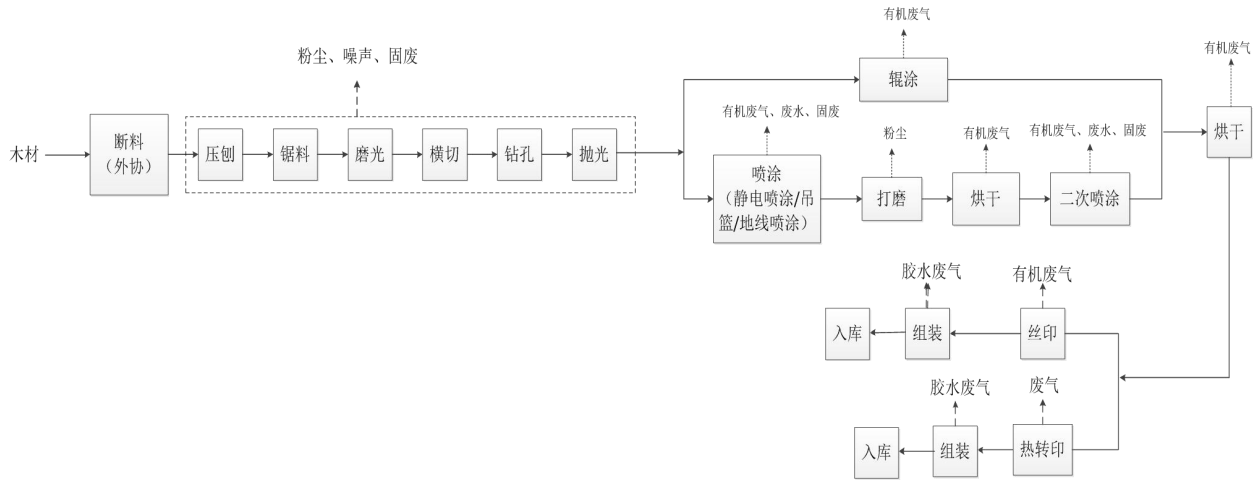 木材
断料
（外协）
粉尘、噪声、固废
压刨
锯料
磨光
横切
钻孔
抛光
有机废气
辊涂
有机废气、废水、固废
喷涂
（静电喷涂/吊
篮/地线喷涂）
粉尘
打磨
有机废气
烘干
有机废气、废水、固废
二次喷涂
有机废气
烘干
胶水废气
有机废气
入库
组装
丝印
胶水废气
废气
入库
组装
热转印